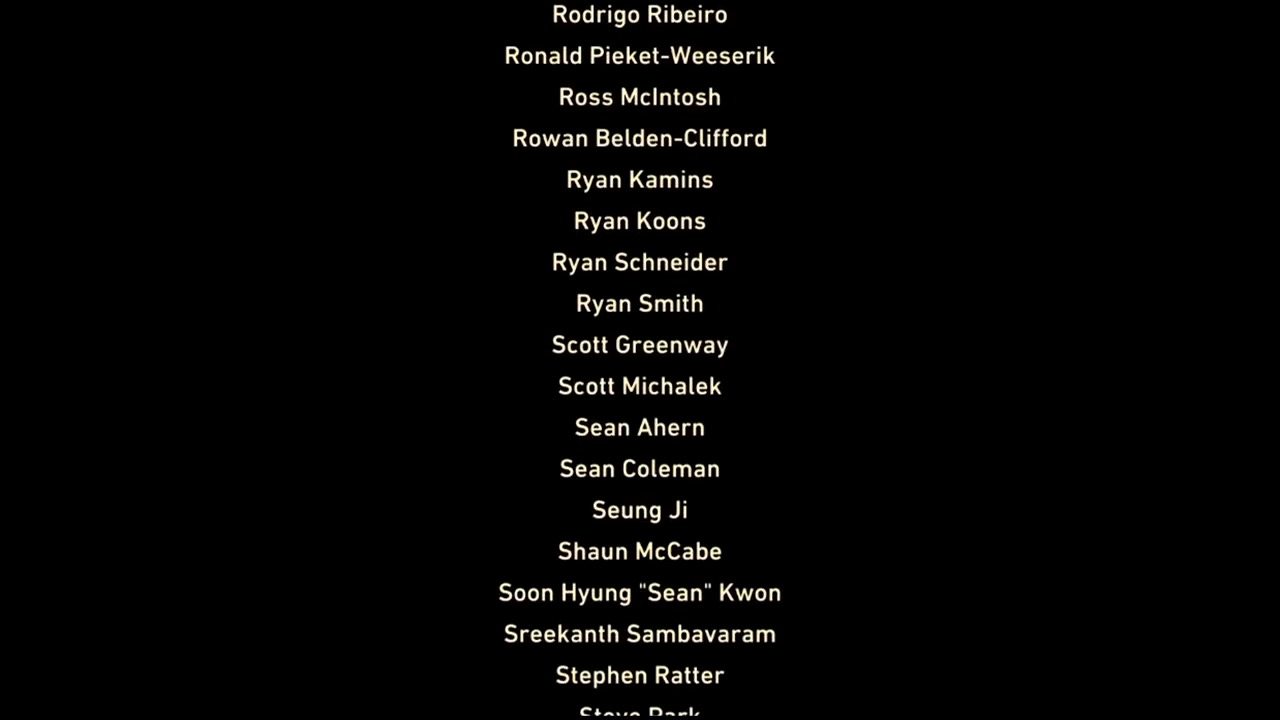 Rodrigo Ribeiro
Ronald Pieket-Weeserik
Ross McIntosh
Rowan Belden-Clifford
Ryan Kamins
Ryan Koons
Ryan Schneider
Ryan Smith
Scott Greenway
Scott Michalek
Sean Ahern
Sean Coleman
Seung Ji
Shaun McCabe
Soon Hyung "Sean" Kwon
Sreekanth Sambavaram
Stephen Ratter
Steve Park